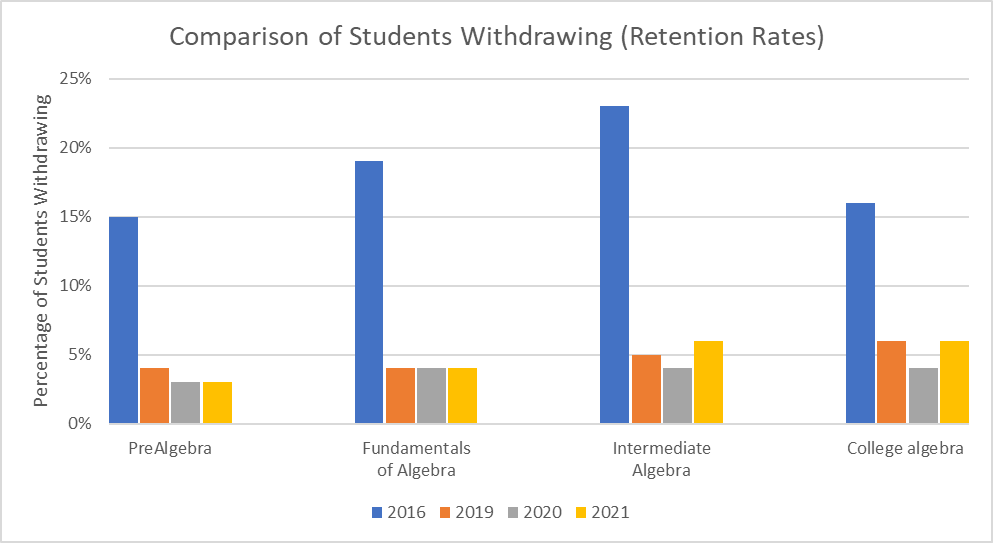 Comparison of Students Withdrawing (Retention Rates)
Percentage of Students Withdrawing
25%
20%
15%
10%
5%
0%
PreAlgebra
Fundamentals
of Algebra
Intermediate
Algebra
College algebra
2016
2019
2020
2021